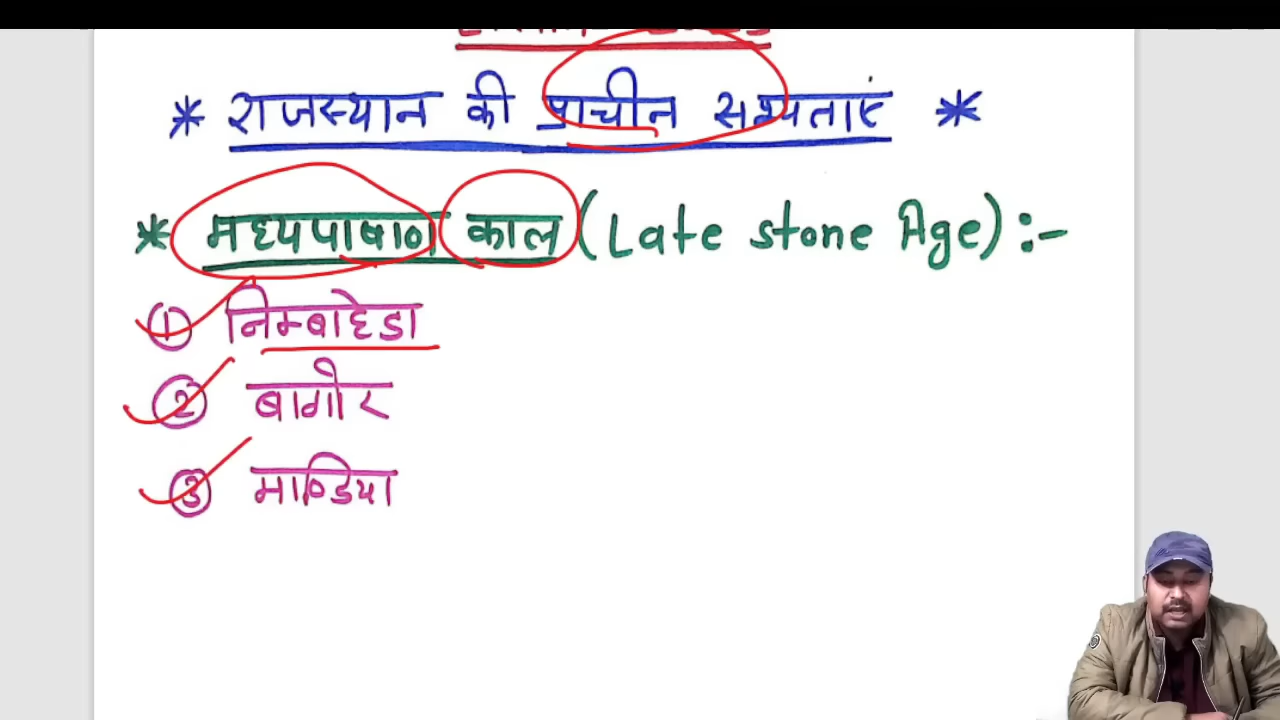 * राजस्थान की प्राचीन सभ्यताएं *
* मध्यपाषाण काल (Late stone Age) :-
① निम्बाहेडा
② बागोर
③ माण्डिया